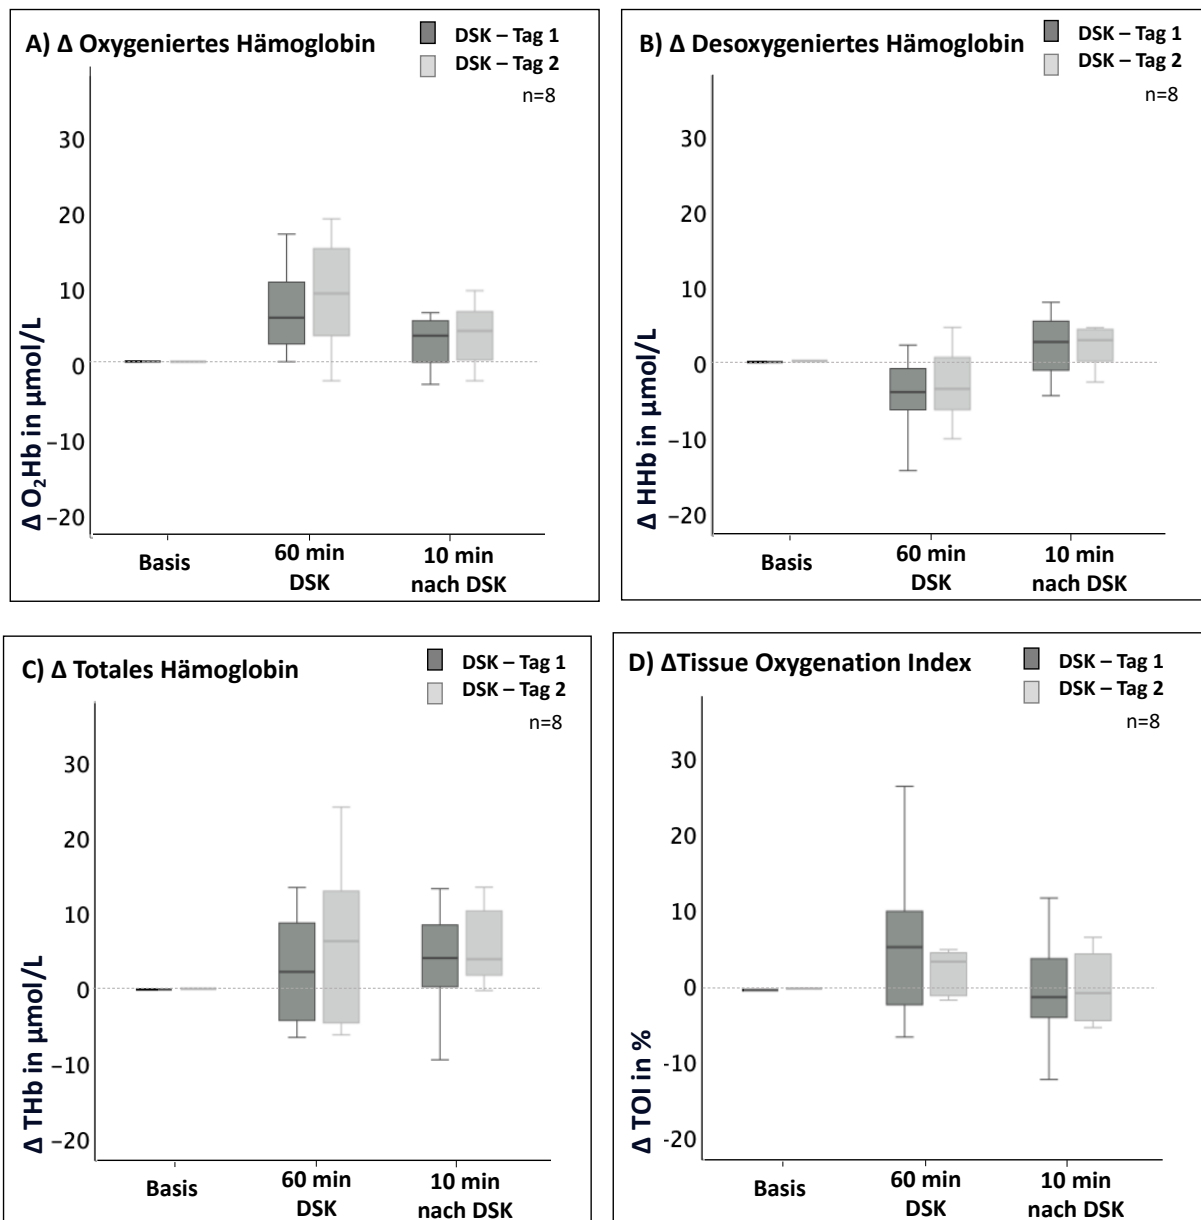 A) Δ Oxygeniertes Hämoglobin
DSK – Tag 1
DSK – Tag 2
n=8
30
20
10
0
–10
–20
Δ O₂Hb in µmol/L
Basis
60 min
DSK
10 min
nach DSK
B) Δ Desoxygeniertes Hämoglobin
DSK – Tag 1
DSK – Tag 2
n=8
30
20
10
0
–10
–20
Δ HHb in µmol/L
Basis
60 min
DSK
10 min
nach DSK
C) Δ Totales Hämoglobin
DSK – Tag 1
DSK – Tag 2
n=8
30
20
10
0
–10
–20
Δ THb in µmol/L
Basis
60 min
DSK
10 min
nach DSK
D) ΔTissue Oxygenation Index
DSK – Tag 1
DSK – Tag 2
n=8
30
20
10
0
-10
-20
Δ TOI in %
Basis
60 min
DSK
10 min
nach DSK